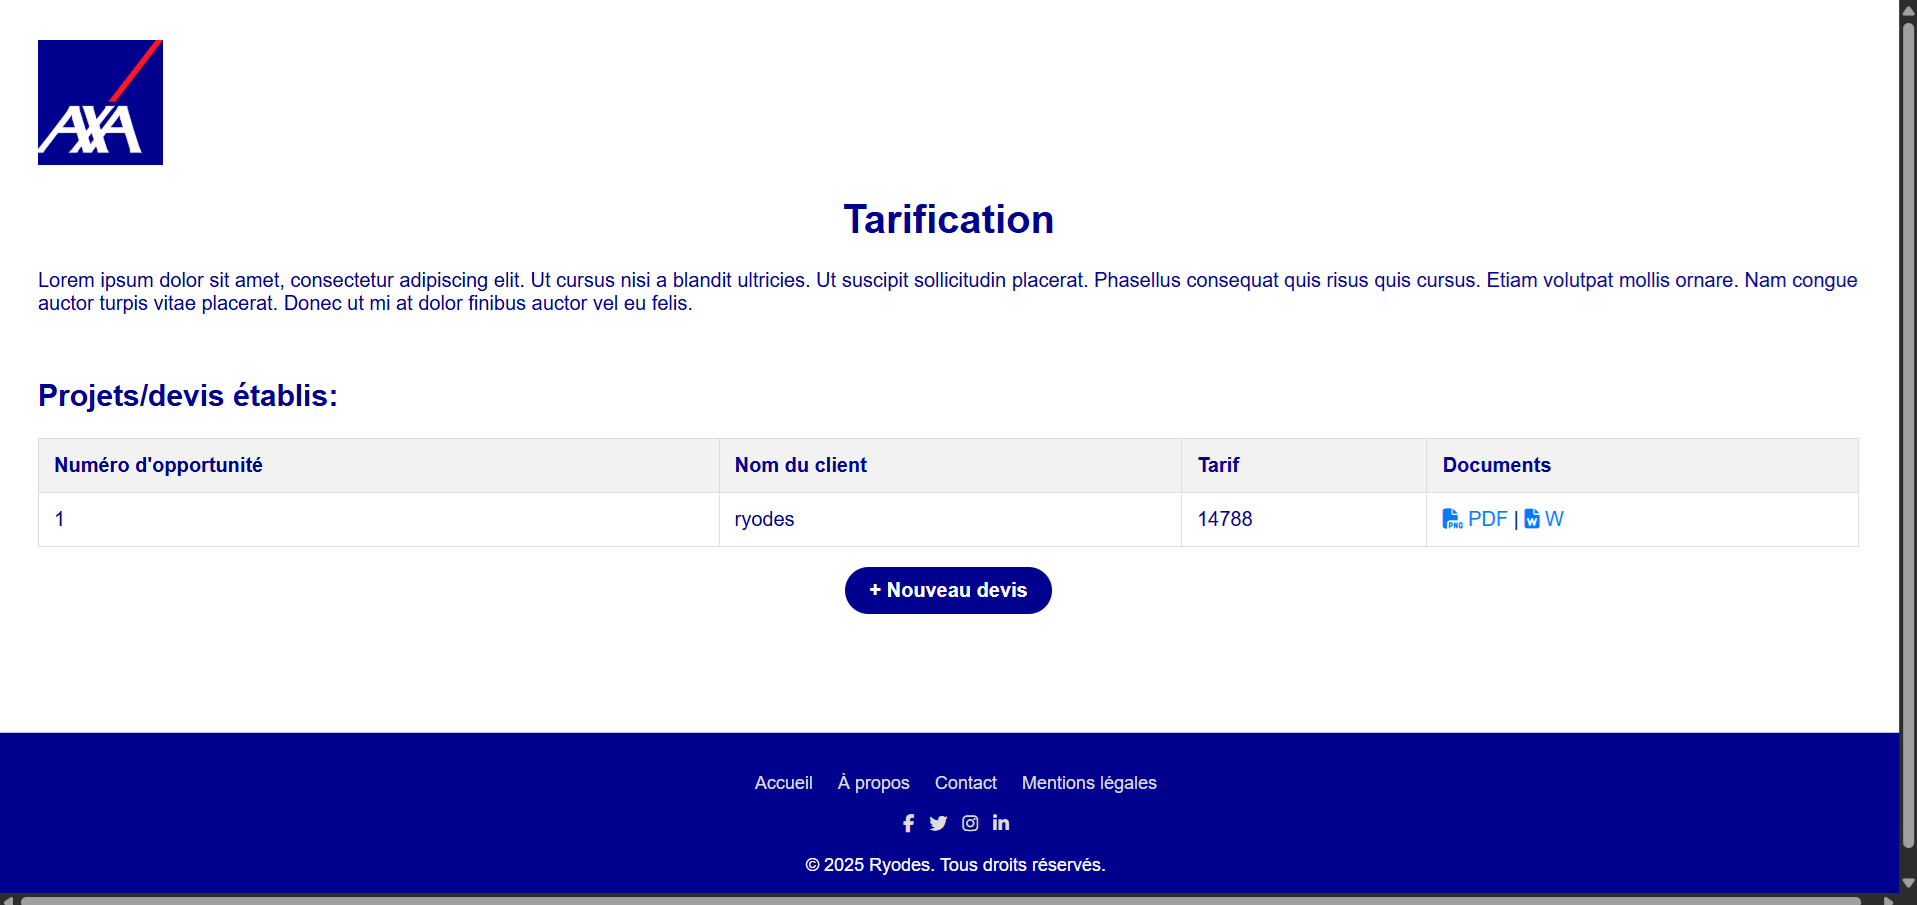 AXA
Tarification
Lorem ipsum dolor sit amet, consectetur adipiscing elit. Ut cursus nisi a blandit ultricies. Ut suscipit sollicitudin placerat. Phasellus consequat quis risus quis cursus. Etiam volutpat mollis ornare. Nam congue
auctor turpis vitae placerat. Donec ut mi at dolor finibus auctor vel eu felis.
Projets/devis établis:
Numéro d'opportunité Nom du client Tarif Documents
1 ryodes 14788 PNG PDF | W W
+ Nouveau devis
Accueil À propos Contact Mentions légales
© 2025 Ryodes. Tous droits réservés.